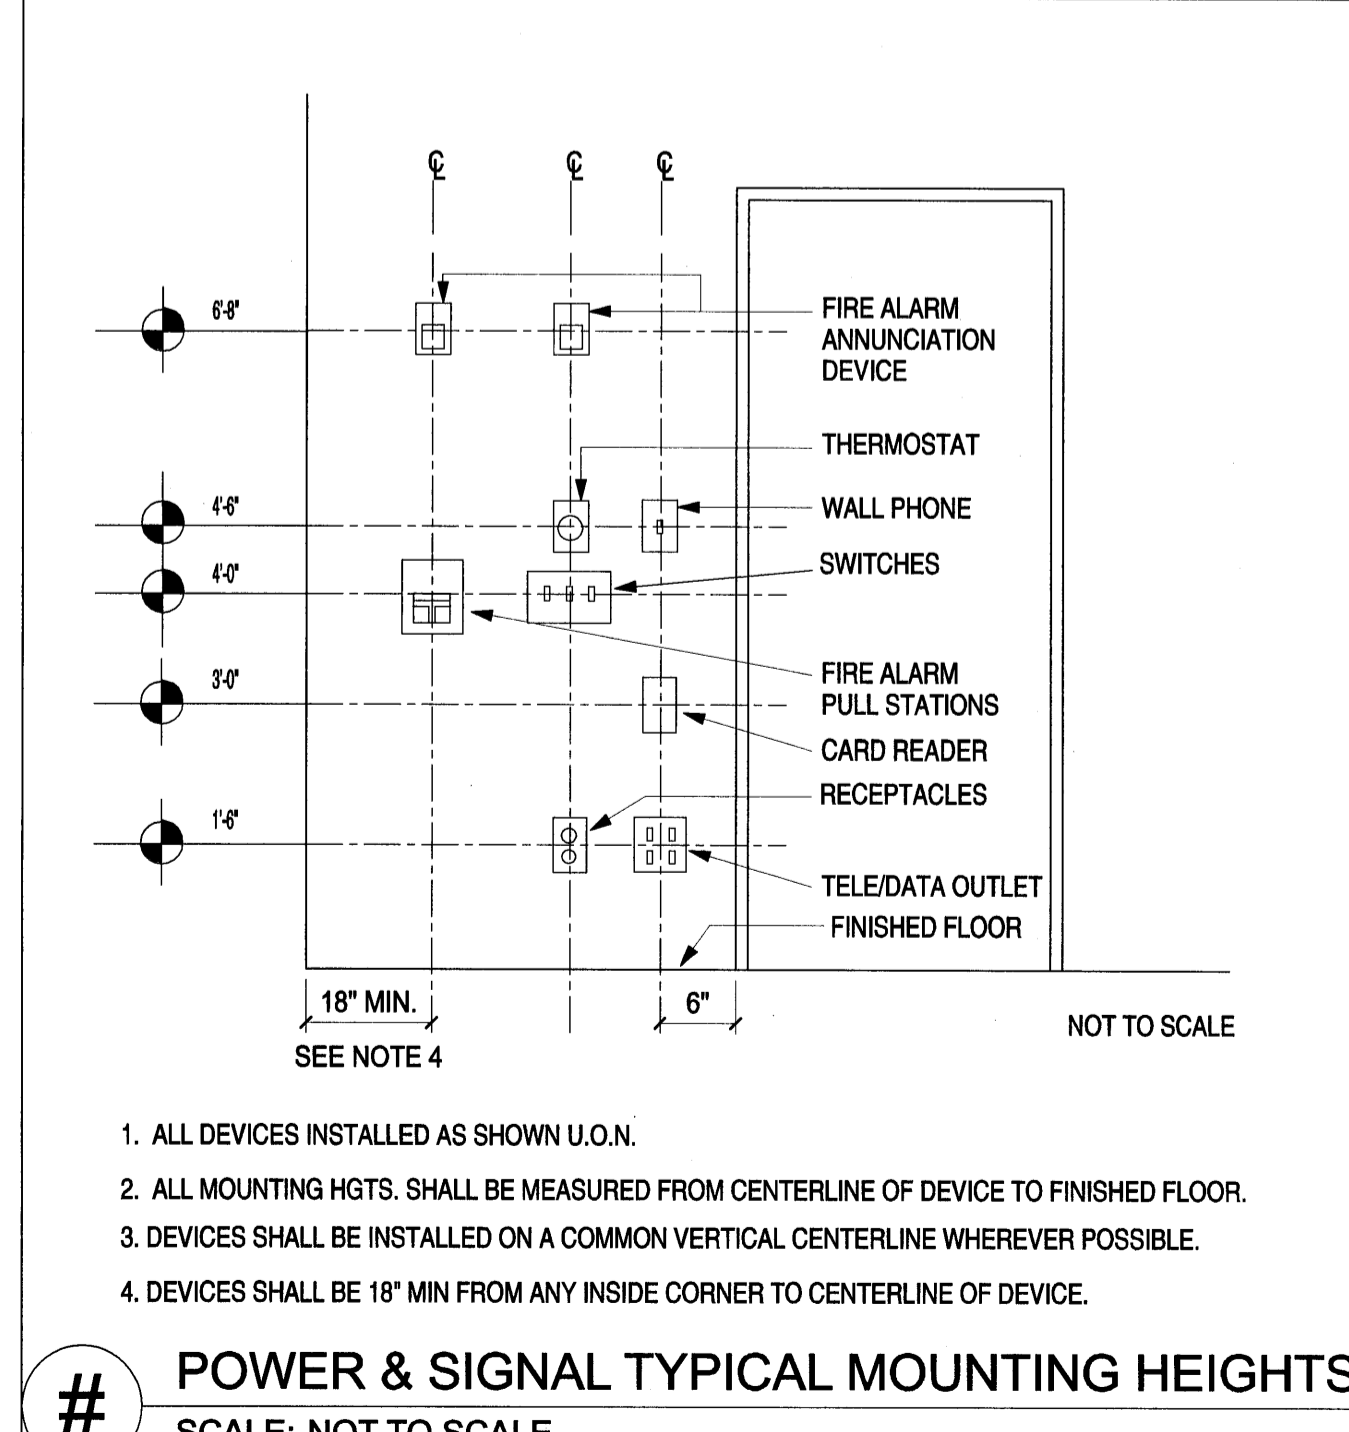 ℄ ℄ ℄
6'-8"
FIRE ALARM
ANNUNCIATION
DEVICE
THERMOSTAT
4'-6"
WALL PHONE
SWITCHES
4'-0"
FIRE ALARM
PULL STATIONS
3'-0"
CARD READER
RECEPTACLES
1'-6"
TELE/DATA OUTLET
FINISHED FLOOR
18" MIN.
6"
NOT TO SCALE
SEE NOTE 4
1. ALL DEVICES INSTALLED AS SHOWN U.O.N.
2. ALL MOUNTING HGTS. SHALL BE MEASURED FROM CENTERLINE OF DEVICE TO FINISHED FLOOR.
3. DEVICES SHALL BE INSTALLED ON A COMMON VERTICAL CENTERLINE WHEREVER POSSIBLE.
4. DEVICES SHALL BE 18" MIN FROM ANY INSIDE CORNER TO CENTERLINE OF DEVICE.
#
POWER & SIGNAL TYPICAL MOUNTING HEIGHTS
SCALE: NOT TO SCALE